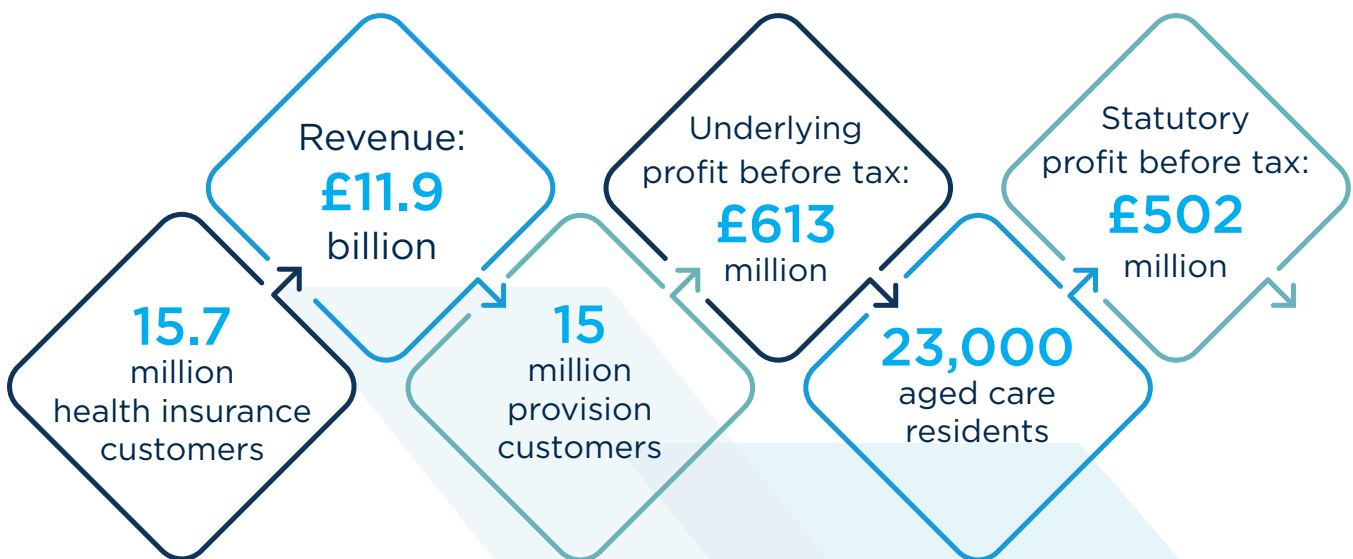 15.7
million
health insurance
customers
Revenue:
£11.9
billion
15
million
provision
customers
Underlying
profit before tax:
£613
million
23,000
aged care
residents
Statutory
profit before tax:
£502
million